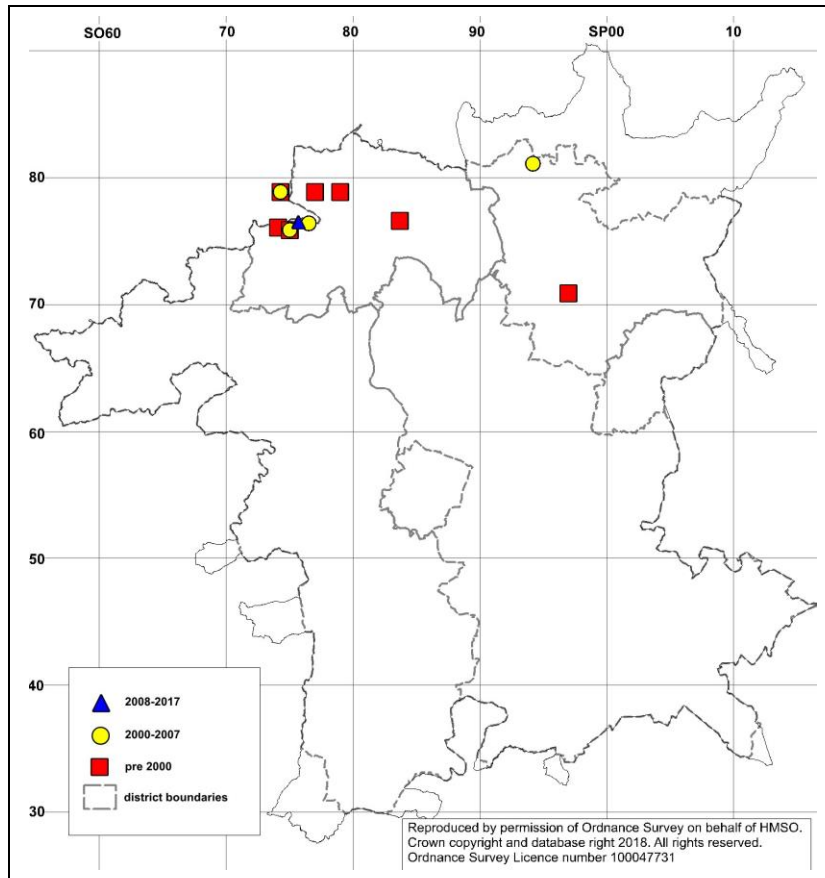 SO60 70 80 90 SP00 10
80
70
60
50
40
30
2008-2017
2000-2007
pre 2000
district boundaries
Reproduced by permission of Ordnance Survey on behalf of HMSO.
Crown copyright and database right 2018. All rights reserved.
Ordnance Survey Licence number 100047731